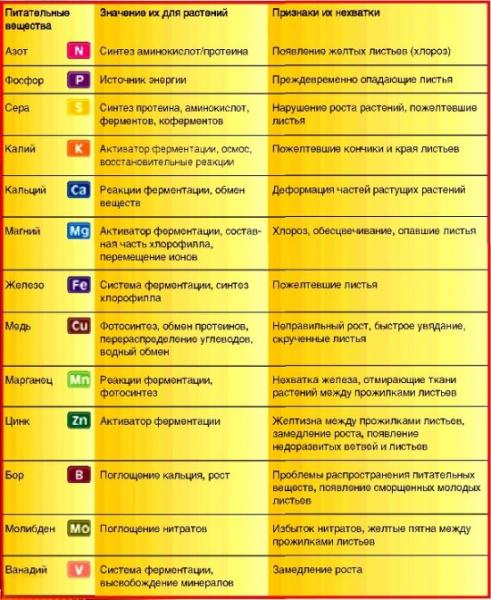 Питательные вещества Значение их для растений Признаки их нехватки
Азот N Синтез аминокислот/протеина Появление желтых листьев (хлороз)
Фосфор P Источник энергии Преждевременно опадающие листья
Сера S Синтез протеина, аминокислот, Нарушение роста растений, пожелтевшие
ферментов, коферментов листья
Калий K Активатор ферментации, осмос, Пожелтевшие кончики и края листьев
восстановительные реакции
Кальций Ca Реакции ферментации, обмен Деформация частей растущих растений
веществ
Магний Mg Активатор ферментации, состав- Хлороз, обесцвечивание, опавшие листья
ная часть хлорофилла,
перемещение ионов
Железо Fe Система ферментации, синтез Пожелтевшие листья
хлорофилла
Медь Cu Фотосинтез, обмен протеинов, Неправильный рост, быстрое увядание,
перераспределение углеводов, скрученные листья
водный обмен
Марганец Mn Реакции ферментации, Нехватка железа, отмирающие ткани
фотосинтез растений между прожилками листьев
Цинк Zn Активатор ферментации Желтизна между прожилками листьев,
замедление роста, появление
недоразвитых ветвей и листьев
Бор B Поглощение кальция, рост Проблемы распространения питательных
веществ, появление сморщенных молодых
листьев
Молибден Mo Поглощение нитратов Избыток нитратов, желтые пятна между
прожилками листьев
Ванадий V Система ферментации, Замедление роста
высвобождение минералов